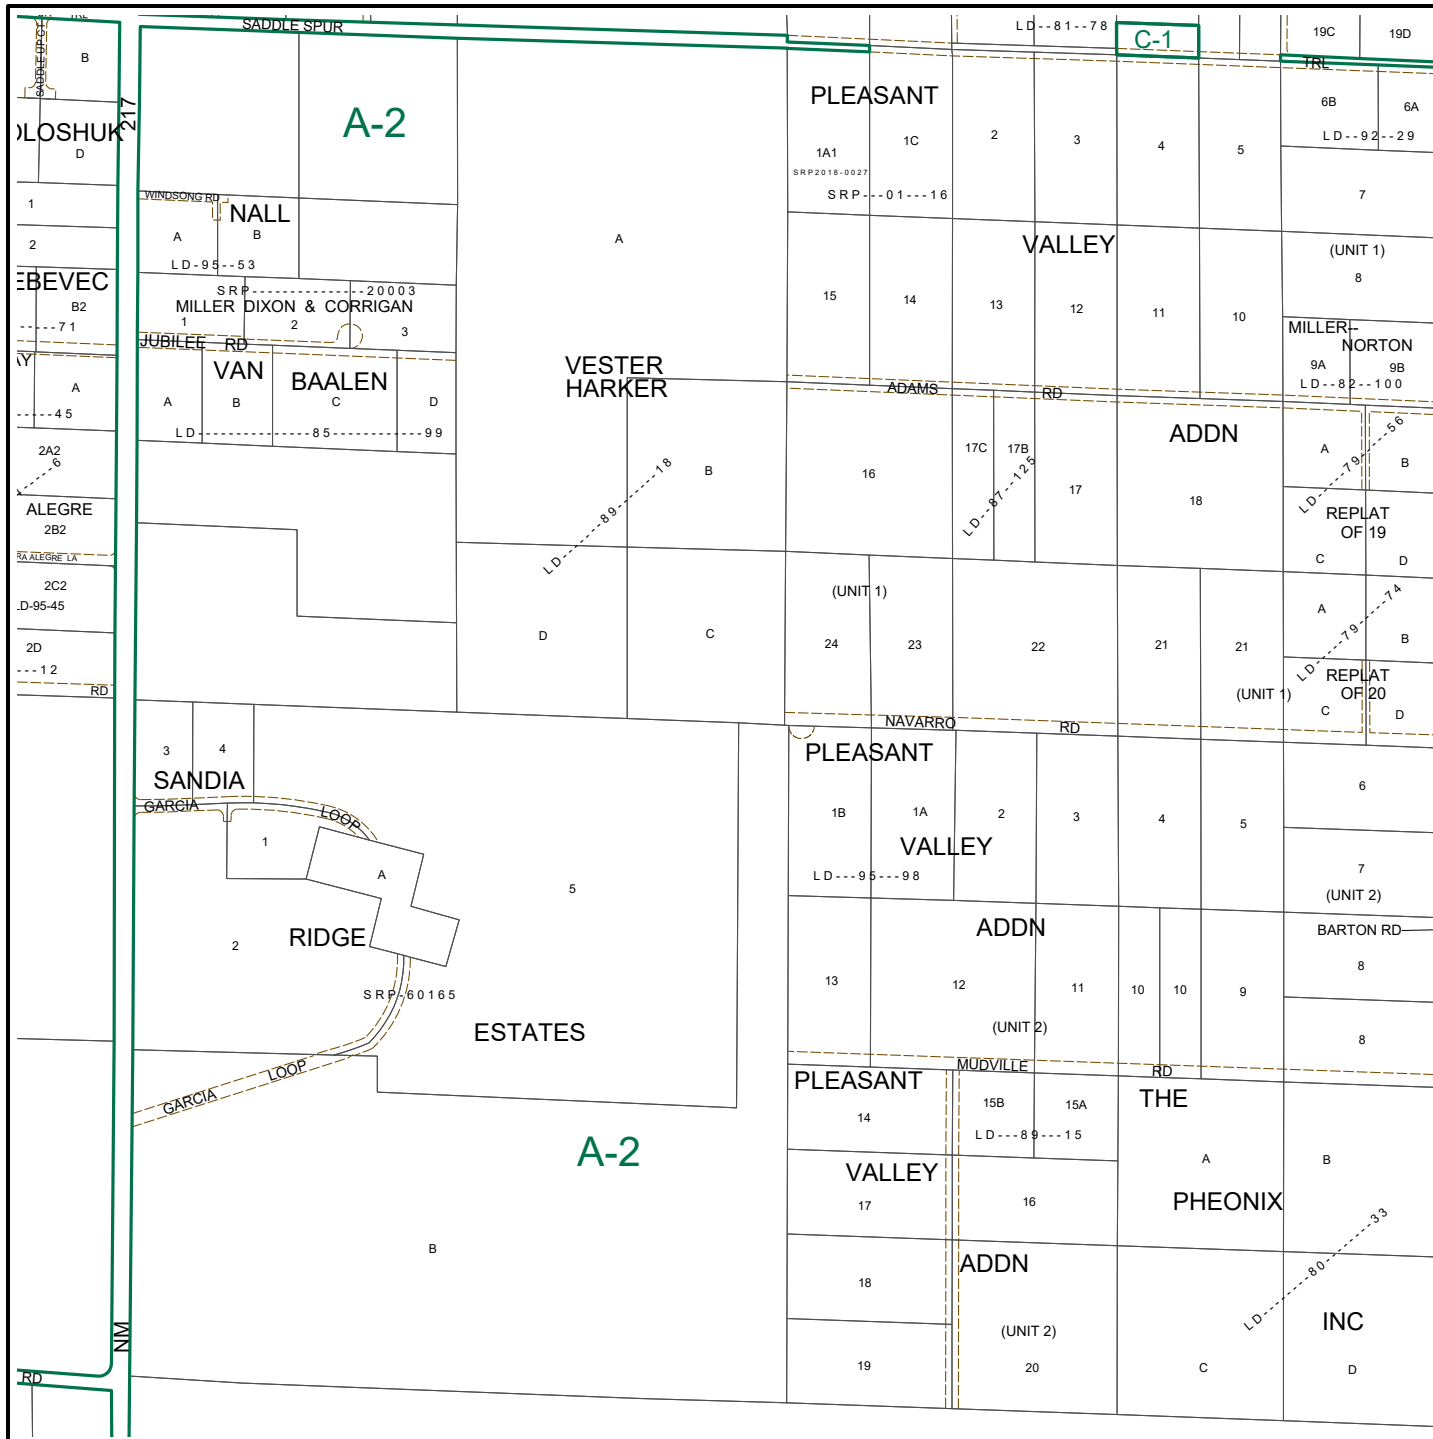 SADDLE SPUR
LD--81--78
C-1
19C
19D
TRL
SADDLE UP CT
B
217
A-2
PLEASANT
6B
6A
LD--92--29
D
1A1
1C
2
3
4
5
SRP2018-0027
SRP---01---16
7
WINDSONG RD
NALL
1
2
A
B
LD-95--53
A
VALLEY
(UNIT 1)
8
B2
SRP--------------20003
MILLER DIXON & CORRIGAN
1
2
3
15
14
13
12
11
10
-----71
MILLER--
NORTON
9A
9B
LD--82--100
JUBILEE RD
VAN
BAALEN
A
B
C
D
LD-------------85-----------99
VESTER
HARKER
ADAMS
RD
A
-----45
2A2
6
ADDN
16
17C
17B
17
18
LD--87--125
A
B
LD---79---56
REPLAT
OF 19
C
D
B
LD------89------18
ALEGRE
2B2
RA ALEGRE LA
2C2
LD-95-45
2D
---12
RD
D
C
(UNIT 1)
24
23
22
21
21
(UNIT 1)
A
B
LD---79---74
REPLAT
OF 20
C
D
NAVARRO
RD
3
4
SANDIA
GARCIA
LOOP
1
A
5
2
RIDGE
SRP-60165
ESTATES
GARCIA
LOOP
PLEASANT
1B
1A
2
3
4
5
6
VALLEY
LD---95---98
7
(UNIT 2)
ADDN
BARTON RD
13
12
11
10
10
9
8
(UNIT 2)
8
MUDVILLE
RD
PLEASANT
14
15B
15A
LD---89---15
THE
A-2
A
B
VALLEY
17
16
PHEONIX
B
ADDN
18
LD------80------33
(UNIT 2)
INC
19
20
C
D
NM
RD